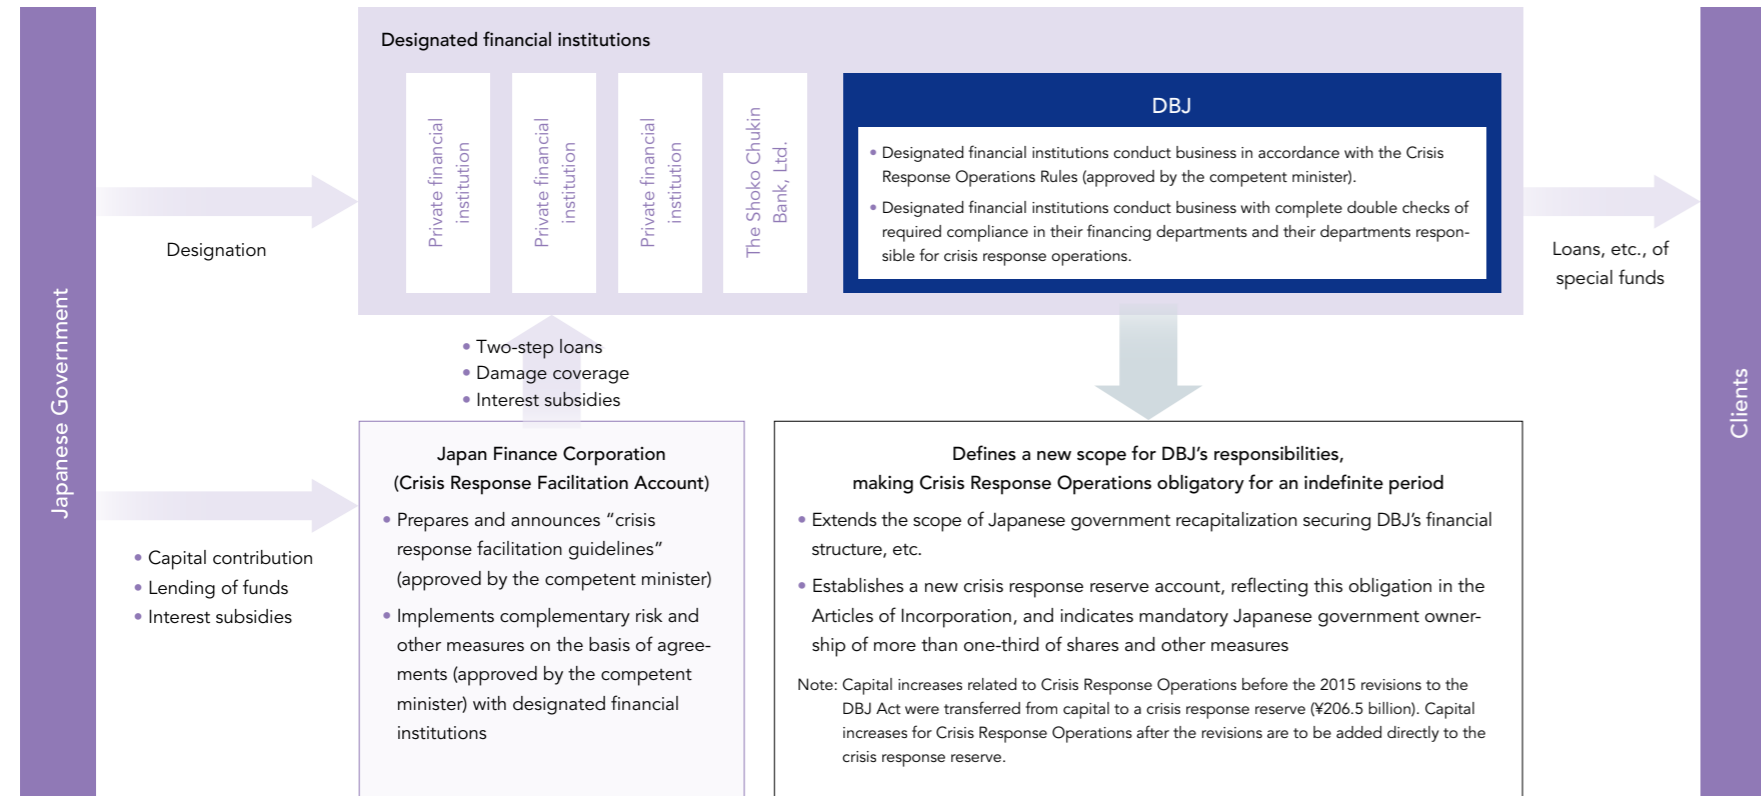 Japanese Government
Designation
• Capital contribution
• Lending of funds
• Interest subsidies
Designated financial institutions
Private financial
institution
Private financial
institution
Private financial
institution
The Shoko Chukin
Bank, Ltd.
DBJ
• Designated financial institutions conduct business in accordance with the Crisis
Response Operations Rules (approved by the competent minister).
• Designated financial institutions conduct business with complete double checks of
required compliance in their financing departments and their departments respon-
sible for crisis response operations.
• Two-step loans
• Damage coverage
• Interest subsidies
Japan Finance Corporation
(Crisis Response Facilitation Account)
• Prepares and announces “crisis
response facilitation guidelines”
(approved by the competent minister)
• Implements complementary risk and
other measures on the basis of agree-
ments (approved by the competent
minister) with designated financial
institutions
Defines a new scope for DBJ’s responsibilities,
making Crisis Response Operations obligatory for an indefinite period
• Extends the scope of Japanese government recapitalization securing DBJ’s financial
structure, etc.
• Establishes a new crisis response reserve account, reflecting this obligation in the
Articles of Incorporation, and indicates mandatory Japanese government owner-
ship of more than one-third of shares and other measures
Note: Capital increases related to Crisis Response Operations before the 2015 revisions to the
DBJ Act were transferred from capital to a crisis response reserve (¥206.5 billion). Capital
increases for Crisis Response Operations after the revisions are to be added directly to the
crisis response reserve.
Loans, etc., of
special funds
Clients